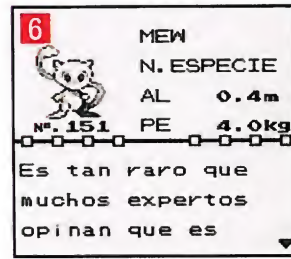 6
MEW
N.ESPECIE
AL 0.4m
Nº.151 PE 4.0kg
Es tan raro que
muchos expertos
opinan que es